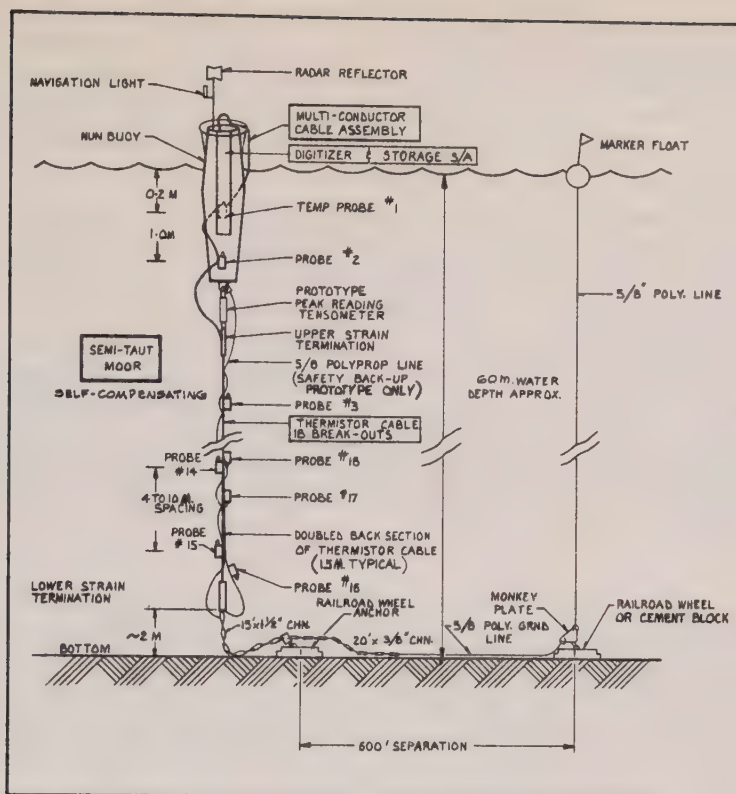 RADAR REFLECTOR
NAVIGATION LIGHT
NUN BUOY
MULTI-CONDUCTOR
CABLE ASSEMBLY
DIGITIZER & STORAGE S/A
MARKER FLOAT
0.2 M
TEMP PROBE #1
1.0M
PROBE #2
PROTOTYPE
PEAK READING
TENSOMETER
5/8" POLY. LINE
UPPER STRAIN
TERMINATION
SEMI-TAUT
MOOR
SELF-COMPENSATING
5/8 POLYPROP LINE
(SAFETY BACK-UP
PROTOTYPE ONLY)
60 m. WATER
DEPTH APPROX.
PROBE #3
THERMISTOR CABLE
18 BREAK-OUTS
PROBE
#14
PROBE #18
4 TO 10 M.
SPACING
PROBE #17
PROBE
#15
DOUBLED BACK SECTION
OF THERMISTOR CABLE
(15M. TYPICAL)
PROBE #16
LOWER STRAIN
TERMINATION
RAILROAD WHEEL
ANCHOR
MONKEY
PLATE
RAILROAD WHEEL
OR CEMENT BLOCK
~2 M
15'x1½" CHN.
20'x 3/8" CHN.
5/8 POLY. GRND
LINE
BOTTOM
600' SEPARATION